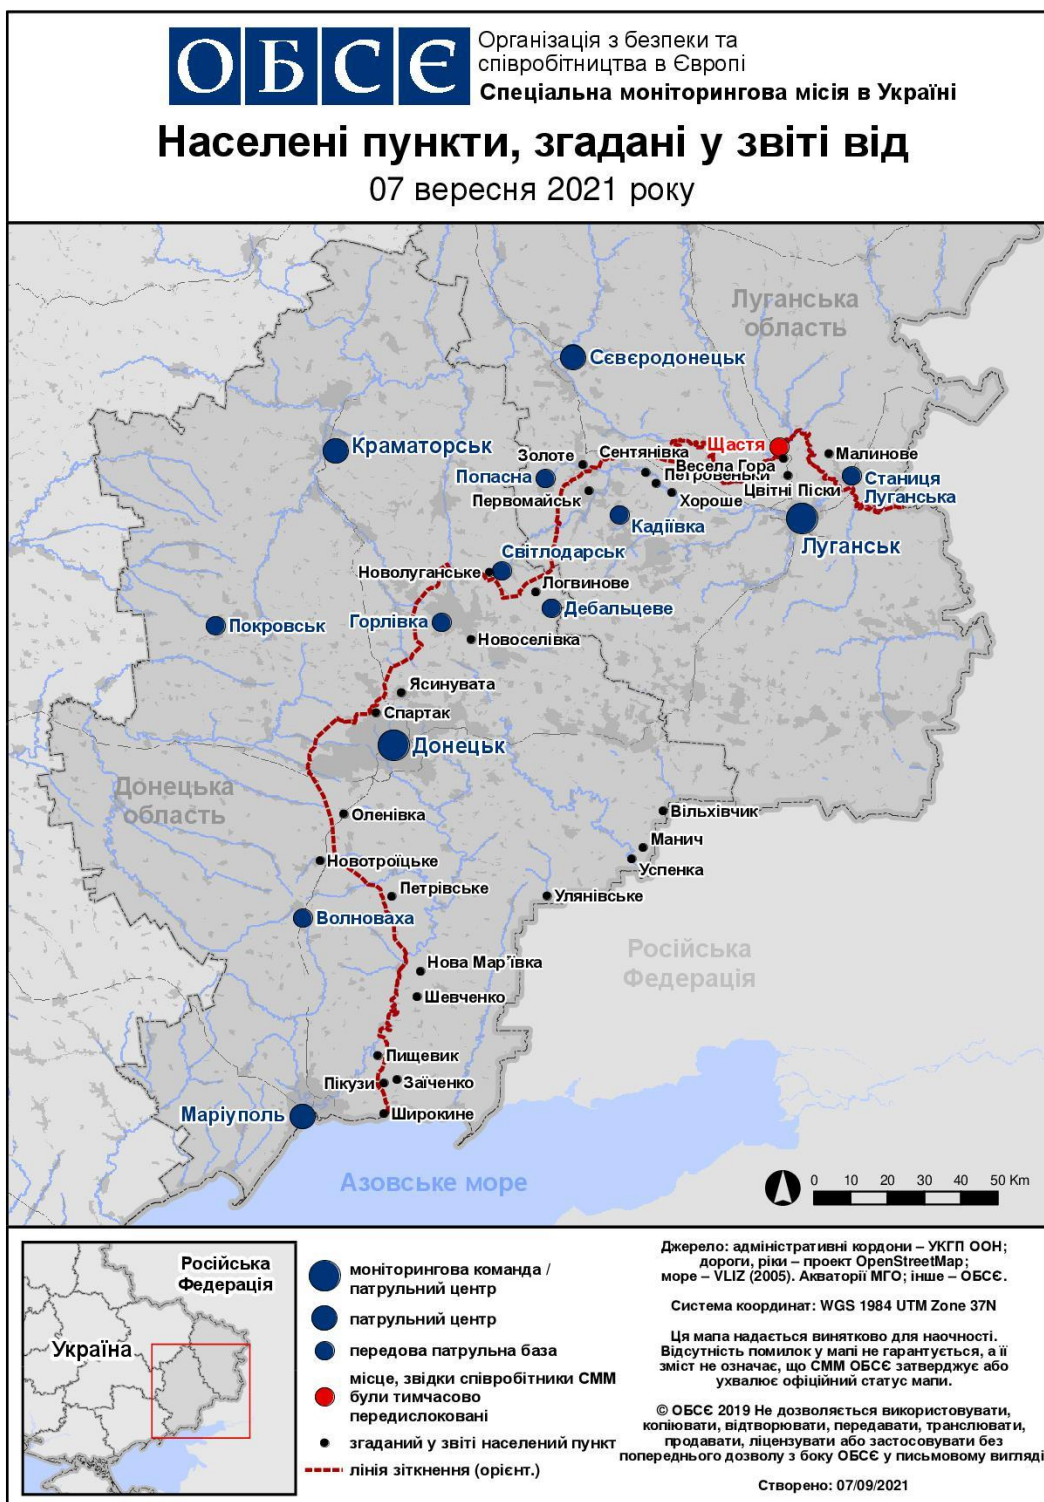 ОБСЄ
Організація з безпеки та
співробітництва в Європі
Спеціальна моніторингова місія в Україні
Населені пункти, згадані у звіті від
07 вересня 2021 року
Луганська
область
Сєвєродонецьк
Краматорськ
Щастя
Малинове
Золоте
Сентянівка
Весела Гора
Попасна
Петровеньки
Станиця
Луганська
Цвітні Піски
Первомайськ
Хороше
Кадіївка
Луганськ
Світлодарськ
Новолуганське
Логвинове
Дебальцеве
Покровськ
Горлівка
Новоселівка
Ясинувата
Спартак
Донецьк
Донецька
область
Оленівка
Вільхівчик
Манич
Новотроїцьке
Успенка
Петрівське
Улянівське
Волноваха
Російська
Федерація
Нова Мар'ївка
Шевченко
Пищевик
Пікузи
Заїченко
Маріуполь
Широкине
Азовське море
0 10 20 30 40 50 Km
Російська
Федерація
Україна
моніторингова команда /
патрульний центр
патрульний центр
передова патрульна база
місце, звідки співробітники СММ
були тимчасово
передислоковані
згаданий у звіті населений пункт
лінія зіткнення (орієнт.)
Джерело: адміністративні кордони – УКГП ООН;
дороги, ріки – проект OpenStreetMap;
море – VLIZ (2005). Акваторії МГО; інше – ОБСЄ.
Система координат: WGS 1984 UTM Zone 37N
Ця мапа надається винятково для наочності.
Відсутність помилок у мапі не гарантується, а її
зміст не означає, що СММ ОБСЄ затверджує або
ухвалює офіційний статус мапи.
© ОБСЄ 2019 Не дозволяється використовувати,
копіювати, відтворювати, передавати, транслювати,
продавати, ліцензувати або застосовувати без
попереднього дозволу з боку ОБСЄ у письмовому вигляді
Створено: 07/09/2021